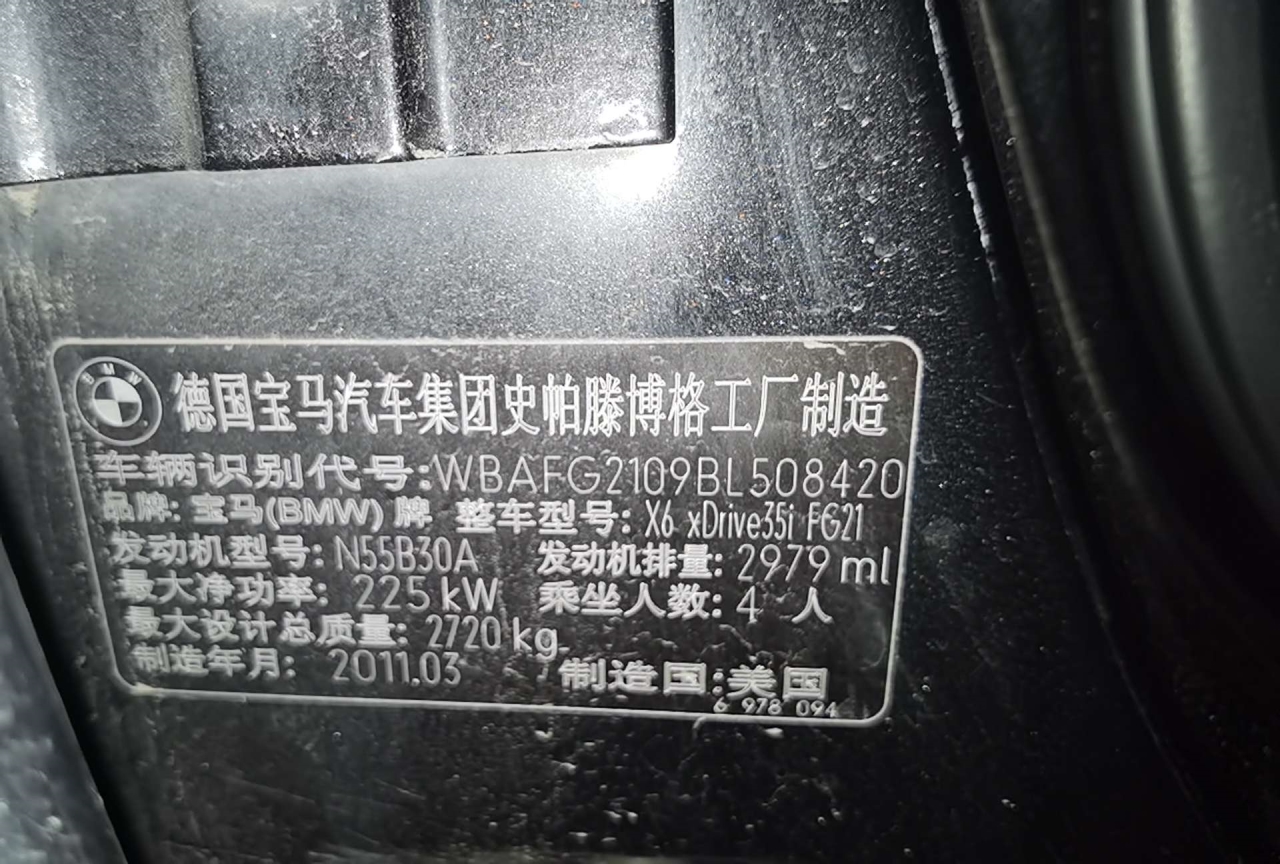 BMW
德国宝马汽车集团史帕滕博格工厂制造
车辆识别代号:WBAFG2109BL508420
品牌: 宝马(BMW) 牌 整车型号: X6 xDrive35i FG21
发动机型号: N55B30A 发动机排量: 2979 ml
最大净功率: 225 kW 乘坐人数: 4 人
最大设计总质量: 2720 kg
制造年月: 2011.03 制造国:美国
6 978 094